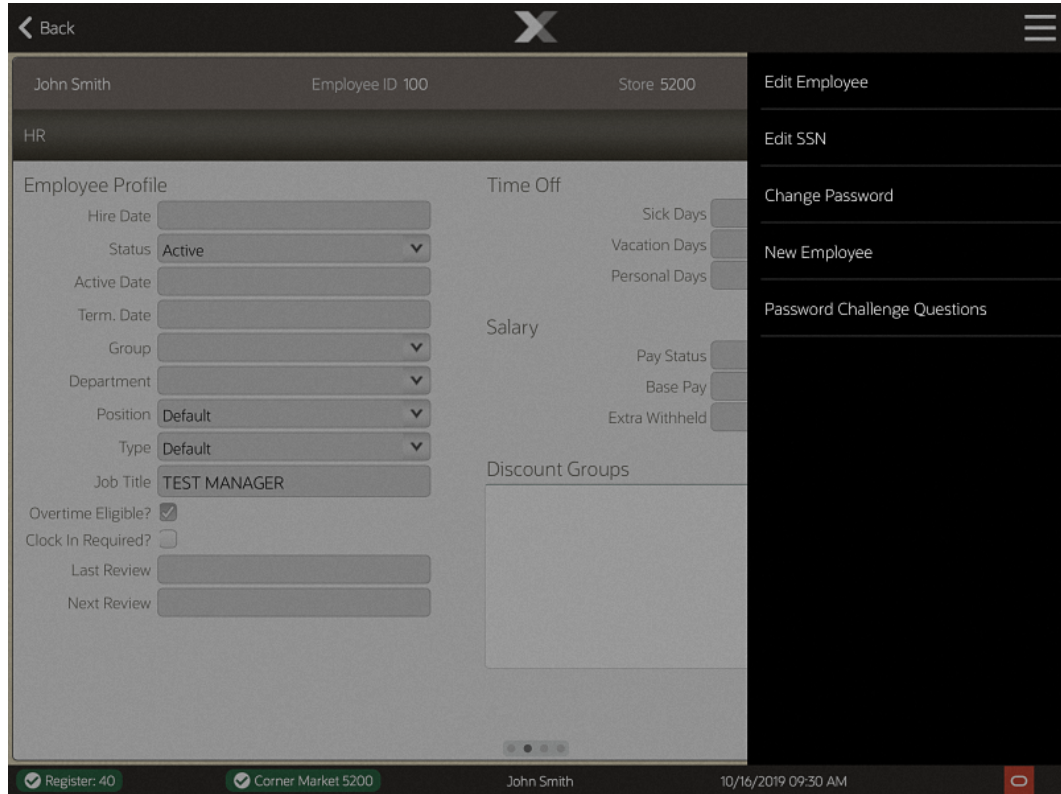 Back
John Smith Employee ID 100 Store 5200
HR
Employee Profile
Hire Date
Status Active
Active Date
Term. Date
Group
Department
Position Default
Type Default
Job Title TEST MANAGER
Overtime Eligible?
Clock In Required?
Last Review
Next Review
Time Off
Sick Days
Vacation Days
Personal Days
Salary
Pay Status
Base Pay
Extra Withheld
Discount Groups
Edit Employee
Edit SSN
Change Password
New Employee
Password Challenge Questions
Register: 40 Corner Market 5200 John Smith 10/16/2019 09:30 AM